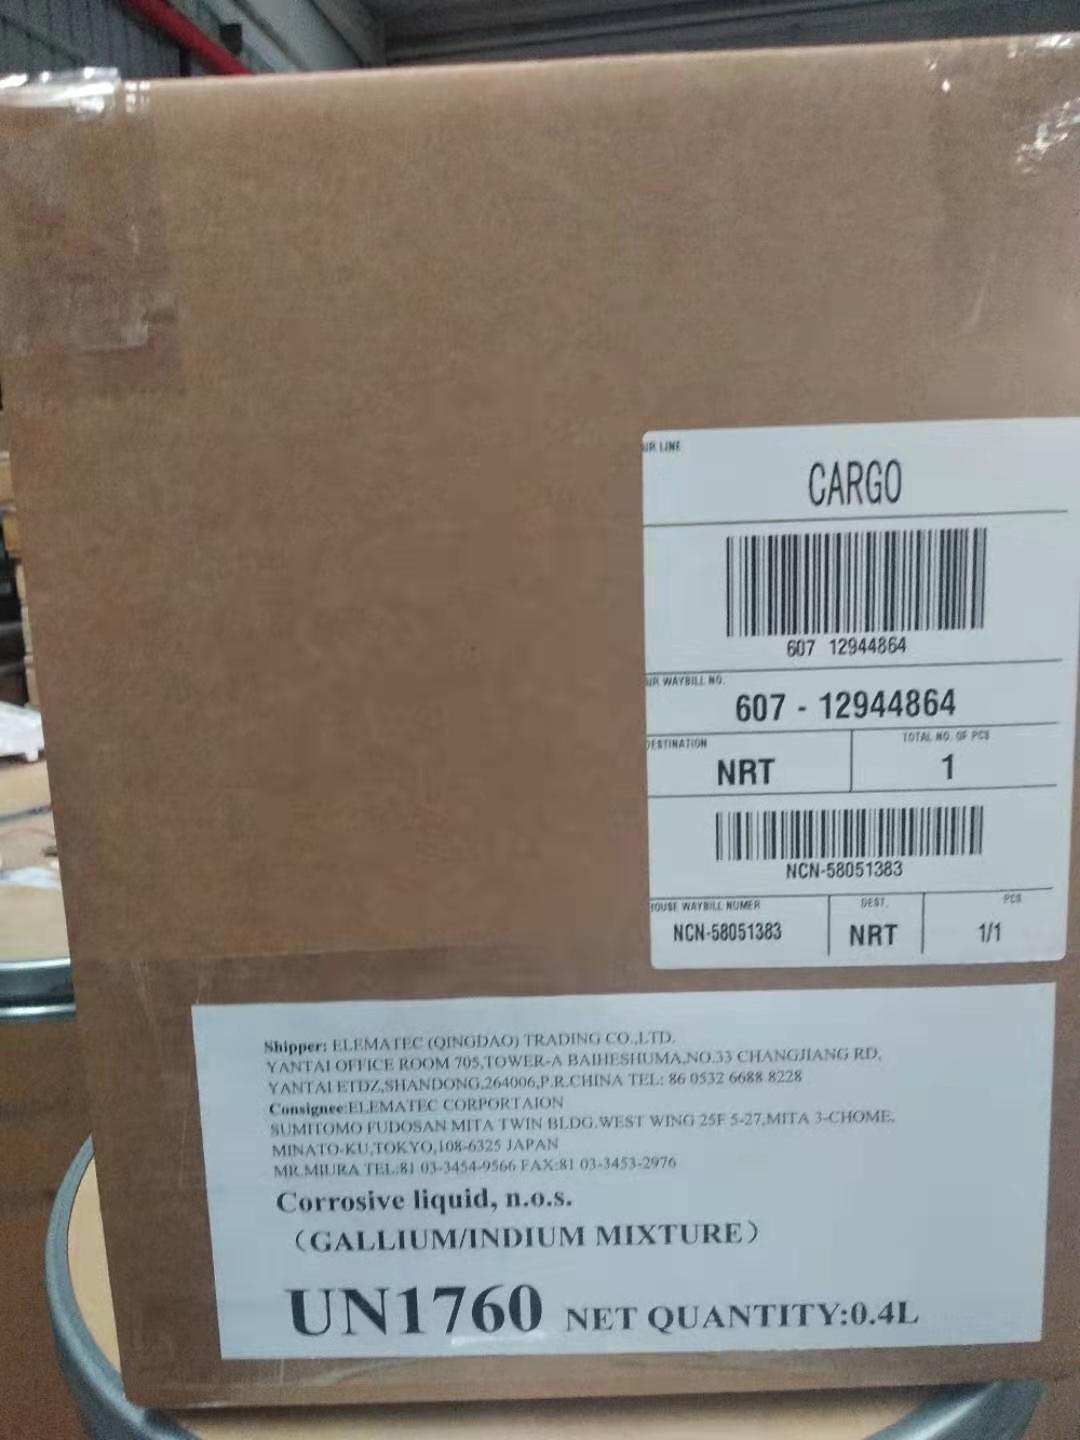 AIR LINE
CARGO
607 12944864
AIR WAYBILL NO.
607 - 12944864
DESTINATION
NRT
TOTAL NO. OF PCS
1
NCN-58051383
HOUSE WAYBILL NUMER
NCN-58051383
DEST.
NRT
PCS
1/1
Shipper: ELEMATEC (QINGDAO) TRADING CO.,LTD.
YANTAI OFFICE ROOM 705,TOWER-A BAIHESHUMA,NO.33 CHANGJIANG RD,
YANTAI ETDZ,SHANDONG,264006,P.R.CHINA TEL: 86 0532 6688 8228
Consignee:ELEMATEC CORPORTAION
SUMITOMO FUDOSAN MITA TWIN BLDG.WEST WING 25F 5-27,MITA 3-CHOME,
MINATO-KU,TOKYO,108-6325 JAPAN
MR.MIURA TEL:81 03-3454-9566 FAX:81 03-3453-2976
Corrosive liquid, n.o.s.
（GALLIUM/INDIUM MIXTURE）
UN1760 NET QUANTITY:0.4L